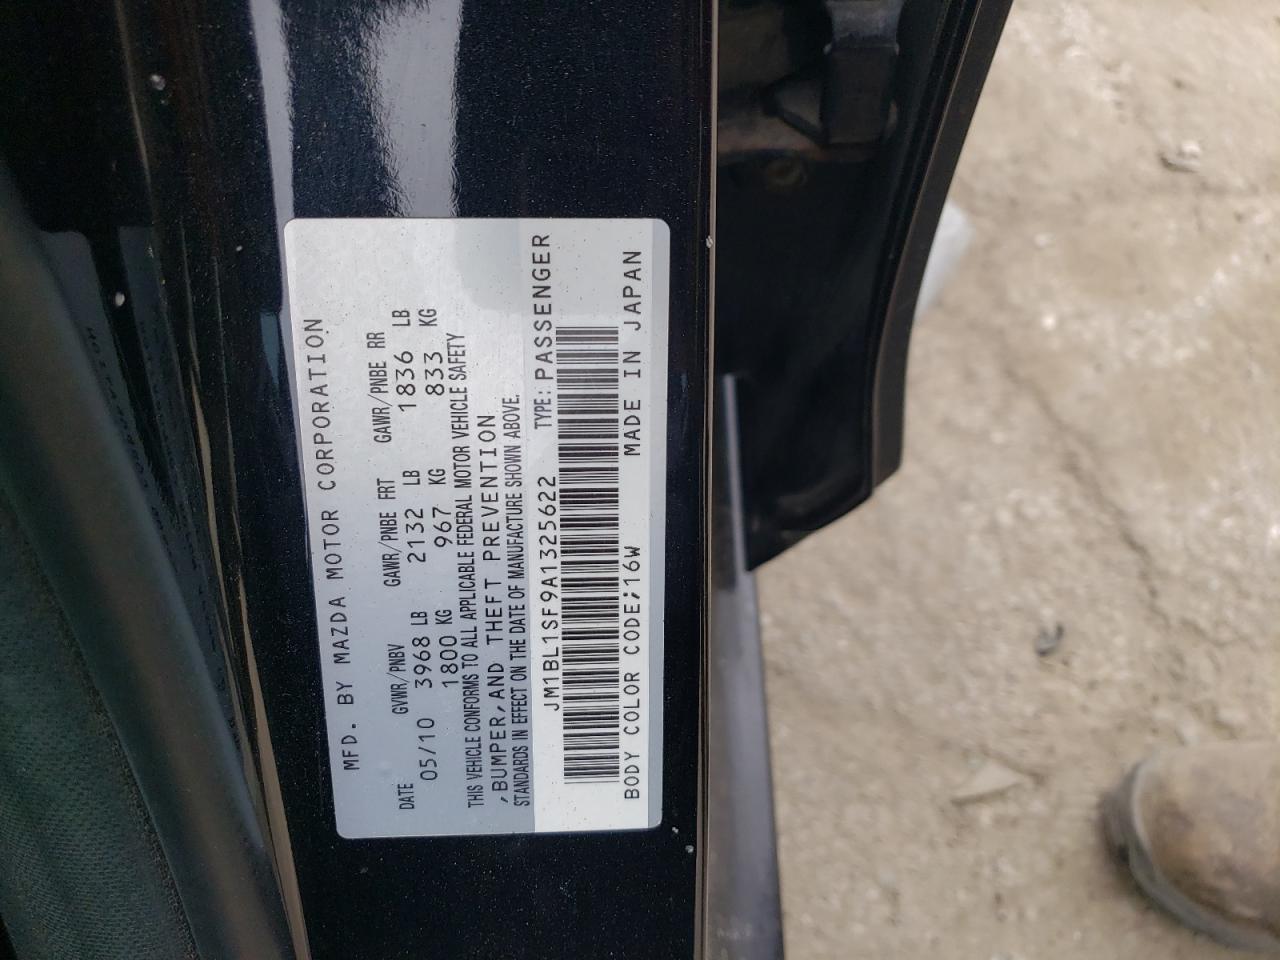 MFD. BY MAZDA MOTOR CORPORATION
DATE GVWR/PNBV GAWR/PNBE FRT GAWR/PNBE RR
05/10 3968 LB 2132 LB 1836 LB
1800 KG 967 KG 833 KG
THIS VEHICLE CONFORMS TO ALL APPLICABLE FEDERAL MOTOR VEHICLE SAFETY
,BUMPER,AND THEFT PREVENTION
STANDARDS IN EFFECT ON THE DATE OF MANUFACTURE SHOWN ABOVE.
JM1BL1SF9A1325622 TYPE: PASSENGER
BODY COLOR CODE;16W MADE IN JAPAN